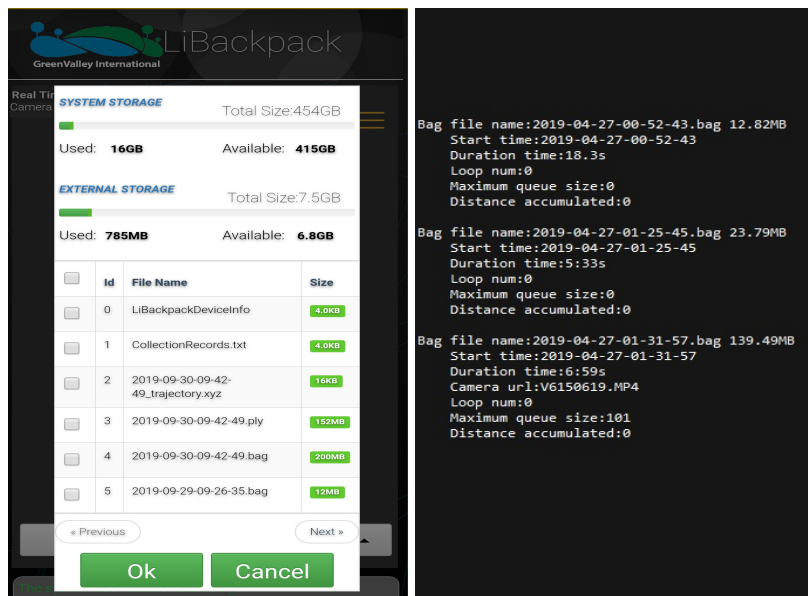 LiBackpack
GreenValley International
Real Tir
Camera
SYSTEM STORAGE
Total Size:454GB
Used: 16GB Available: 415GB
EXTERNAL STORAGE
Total Size:7.5GB
Used: 785MB Available: 6.8GB
Id File Name Size
0 LiBackpackDeviceInfo 4.0KB
1 CollectionRecords.txt 4.0KB
2 2019-09-30-09-42-
49_trajectory.xyz 16KB
3 2019-09-30-09-42-49.ply 152MB
4 2019-09-30-09-42-49.bag 200MB
5 2019-09-29-09-26-35.bag 12MB
« Previous Next »
Ok Cancel
The s
Bag file name:2019-04-27-00-52-43.bag 12.82MB
Start time:2019-04-27-00-52-43
Duration time:18.3s
Loop num:0
Maximum queue size:0
Distance accumulated:0
Bag file name:2019-04-27-01-25-45.bag 23.79MB
Start time:2019-04-27-01-25-45
Duration time:5:33s
Loop num:0
Maximum queue size:0
Distance accumulated:0
Bag file name:2019-04-27-01-31-57.bag 139.49MB
Start time:2019-04-27-01-31-57
Duration time:6:59s
Camera url:V6150619.MP4
Loop num:0
Maximum queue size:101
Distance accumulated:0